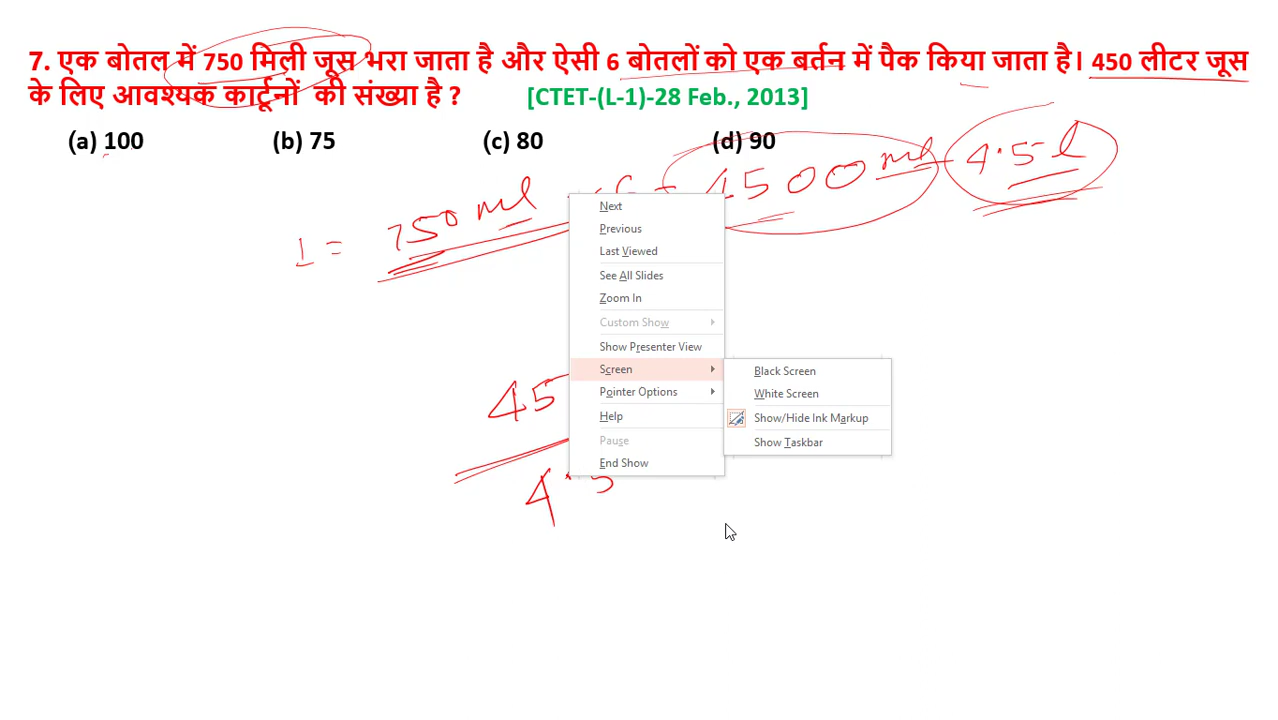 7. एक बोतल में 750 मिली जूस भरा जाता है और ऐसी 6 बोतलों को एक बर्तन में पैक किया जाता है। 450 लीटर जूस
के लिए आवश्यक कार्टूनों की संख्या है ? [CTET-(L-1)-28 Feb., 2013]
(a) 100 (b) 75 (c) 80 (d) 90
1 = 750 ml 4500 ml 4.5 l
Next
Previous
Last Viewed
See All Slides
Zoom In
Custom Show
Show Presenter View
Screen
Pointer Options
Help
Pause
End Show
Black Screen
White Screen
Show/Hide Ink Markup
Show Taskbar
45
4.5